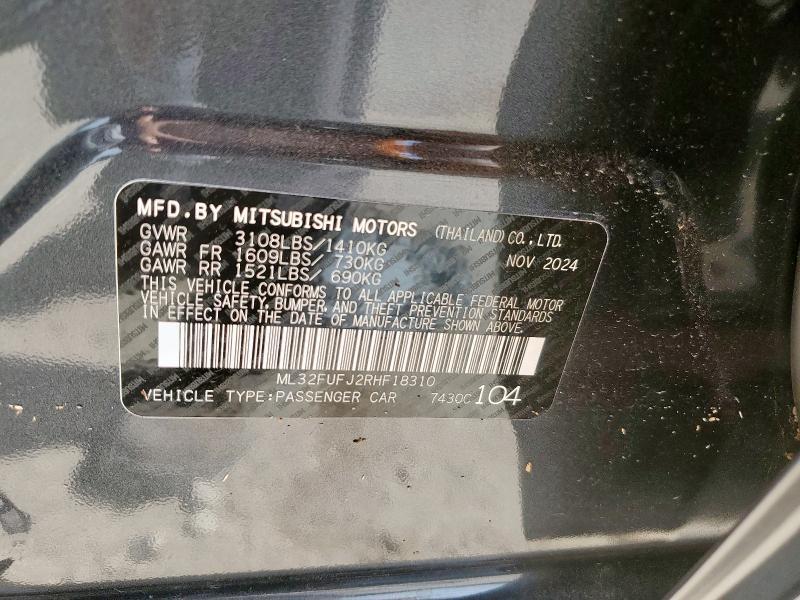 MFD.BY MITSUBISHI MOTORS (THAILAND) CO., LTD.
GVWR 3108LBS/1410KG
GAWR FR 1609LBS/ 730KG NOV 2024
GAWR RR 1521LBS/ 690KG
THIS VEHICLE CONFORMS TO ALL APPLICABLE FEDERAL MOTOR
VEHICLE SAFETY, BUMPER, AND THEFT PREVENTION STANDARDS
IN EFFECT ON THE DATE OF MANUFACTURE SHOWN ABOVE.
ML32FUFJ2RHF18310
VEHICLE TYPE:PASSENGER CAR 7430C 104